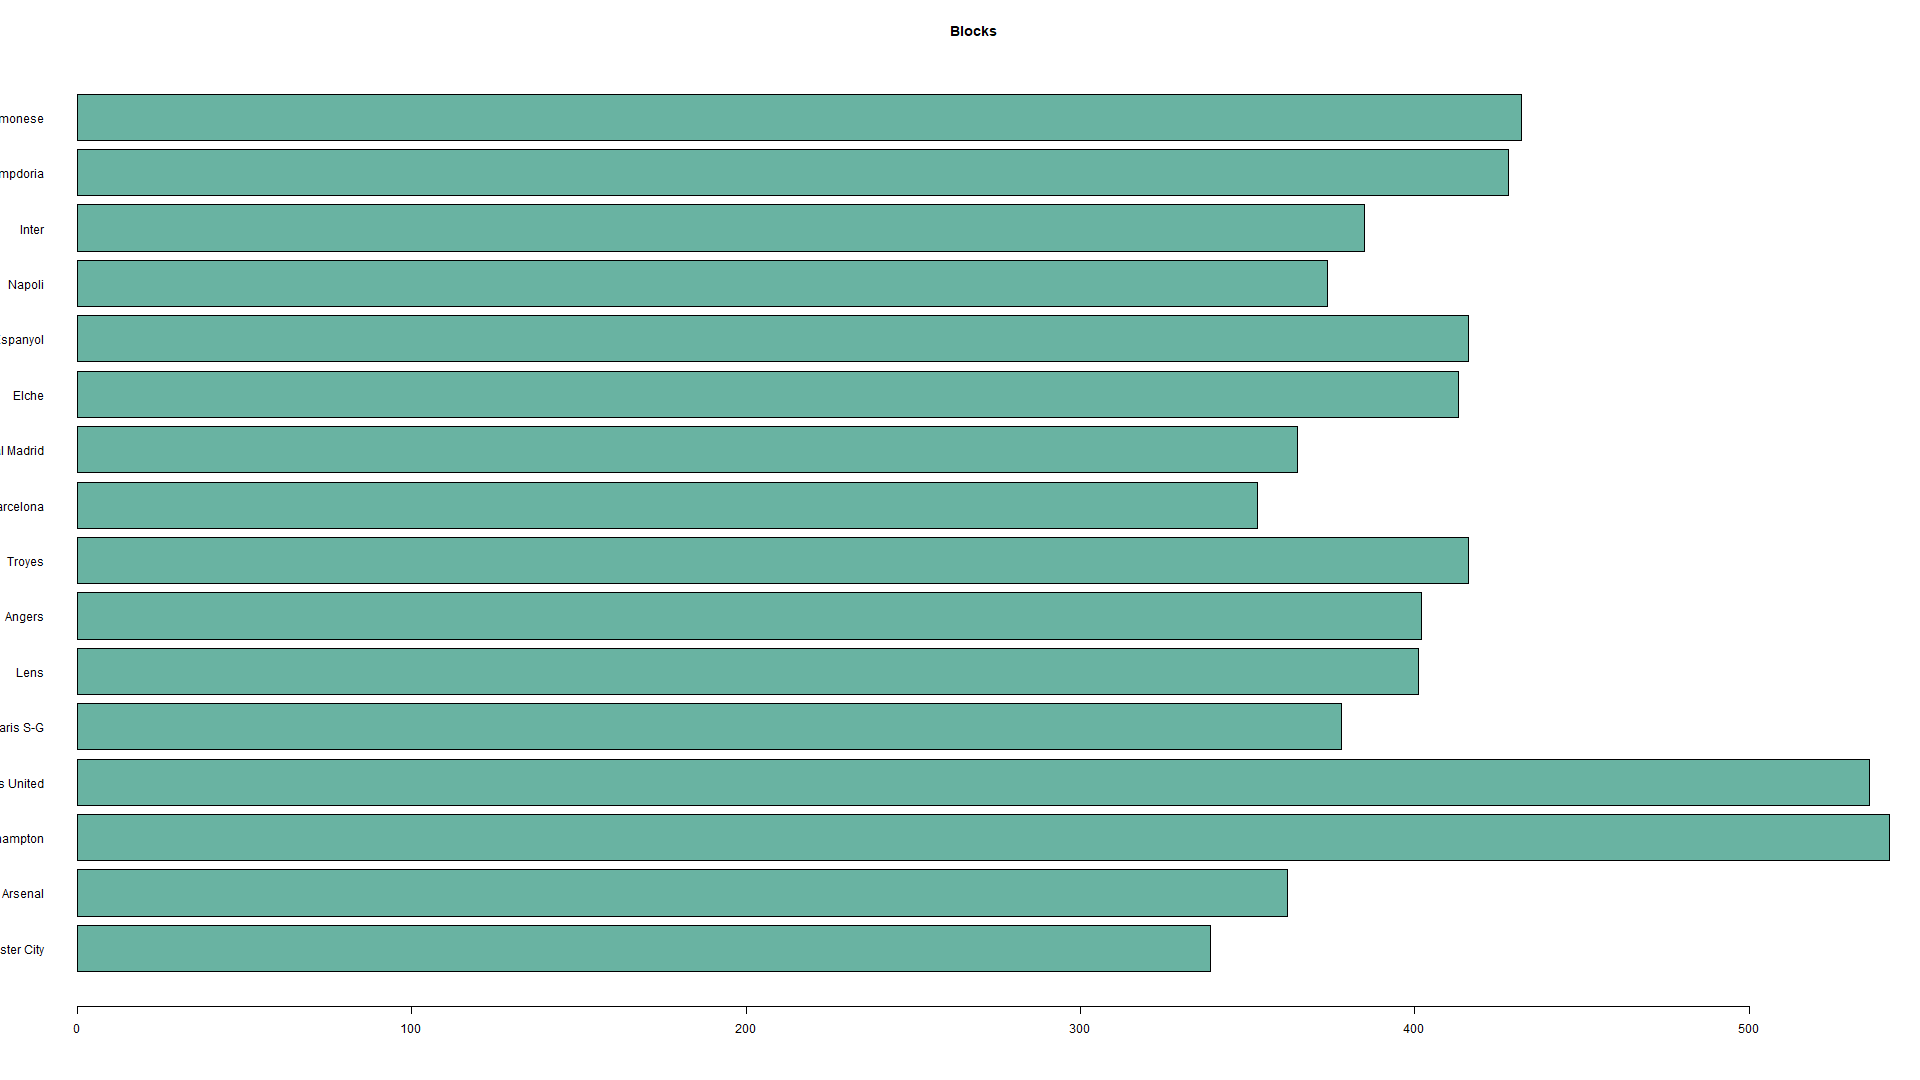 Blocks
monese
mpdoria
Inter
Napoli
Espanyol
Elche
l Madrid
arcelona
Troyes
Angers
Lens
aris S-G
s United
ampton
Arsenal
ster City
0 100 200 300 400 500